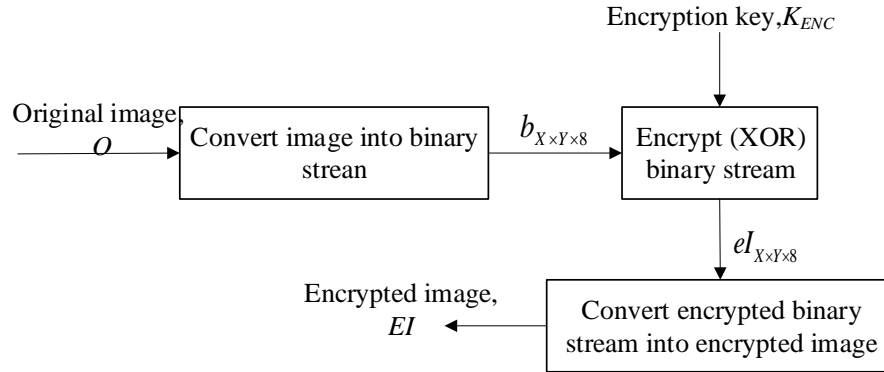 Encryption key,K_ENC
Original image,
O
Convert image into binary
strean
b_X×Y×8
Encrypt (XOR)
binary stream
eI_X×Y×8
Encrypted image,
EI
Convert encrypted binary
stream into encrypted image